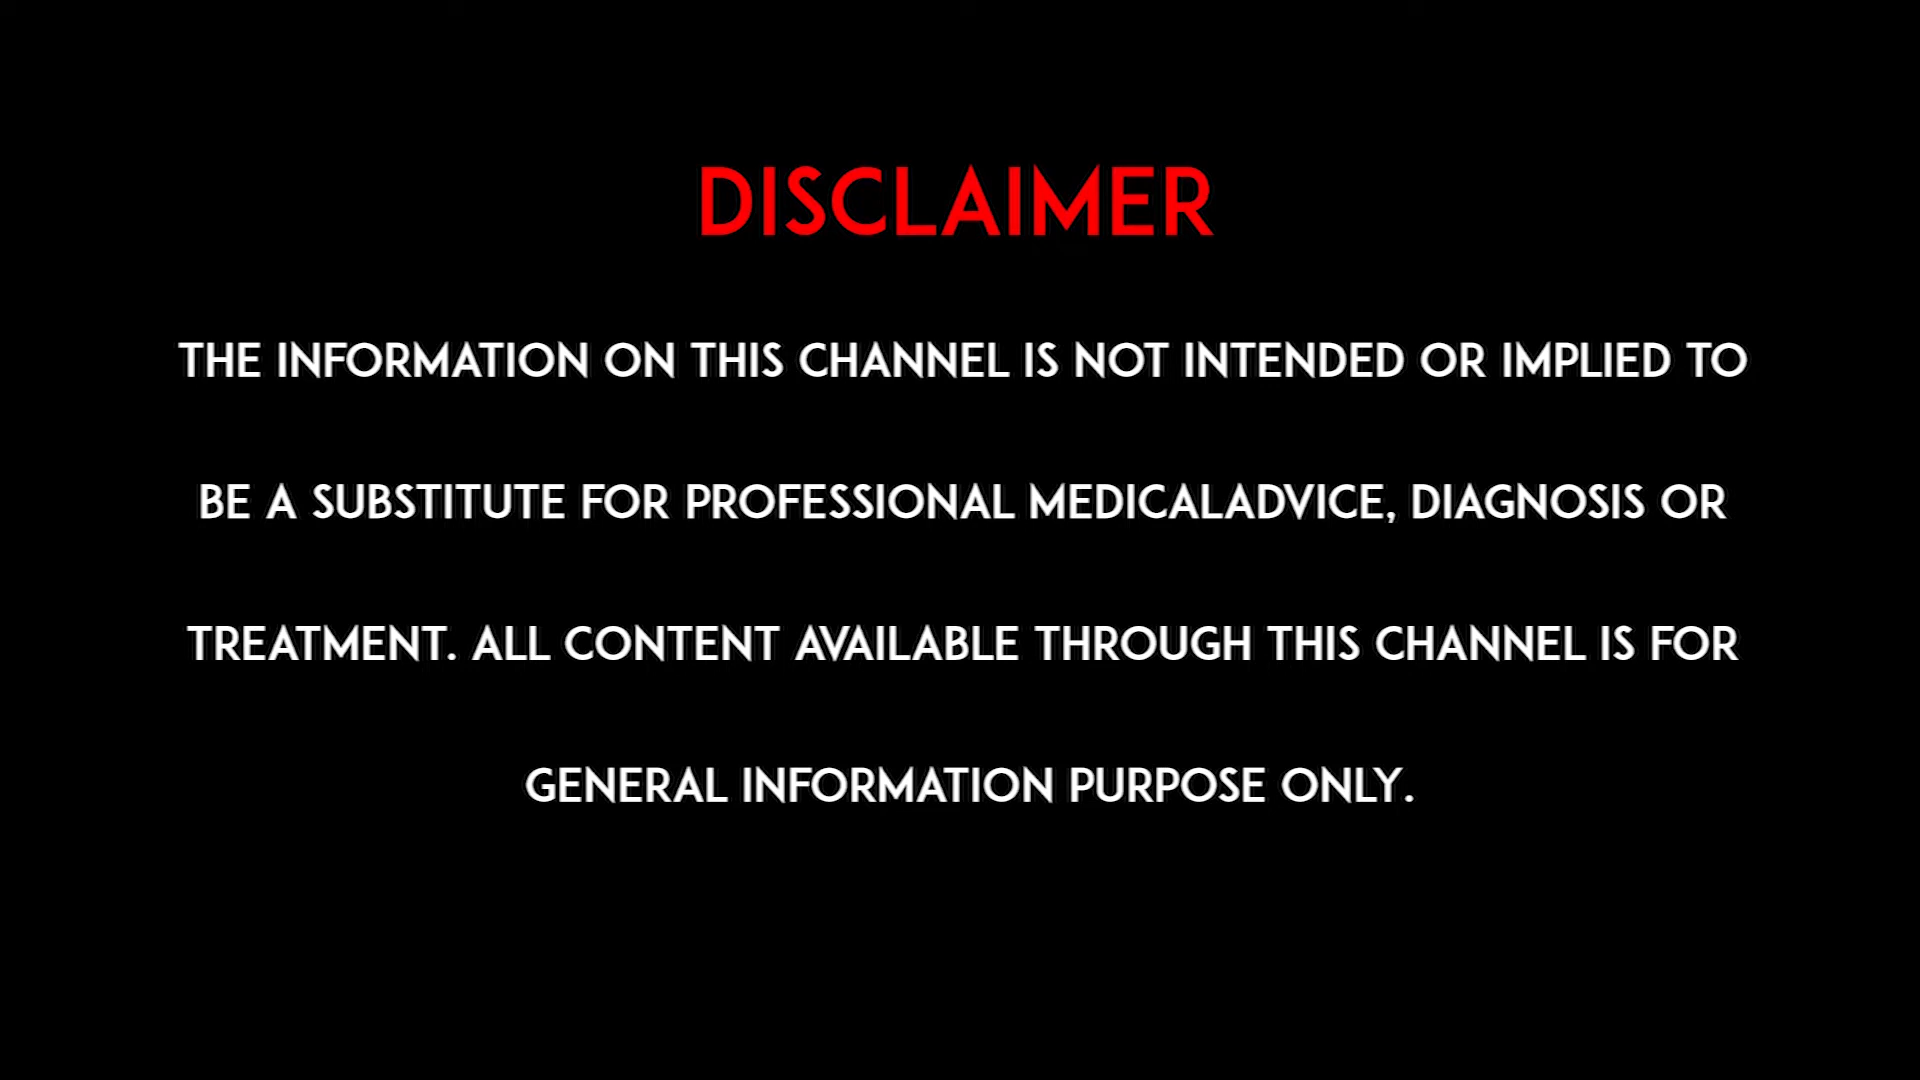 DISCLAIMER
THE INFORMATION ON THIS CHANNEL IS NOT INTENDED OR IMPLIED TO
BE A SUBSTITUTE FOR PROFESSIONAL MEDICALADVICE, DIAGNOSIS OR
TREATMENT. ALL CONTENT AVAILABLE THROUGH THIS CHANNEL IS FOR
GENERAL INFORMATION PURPOSE ONLY.